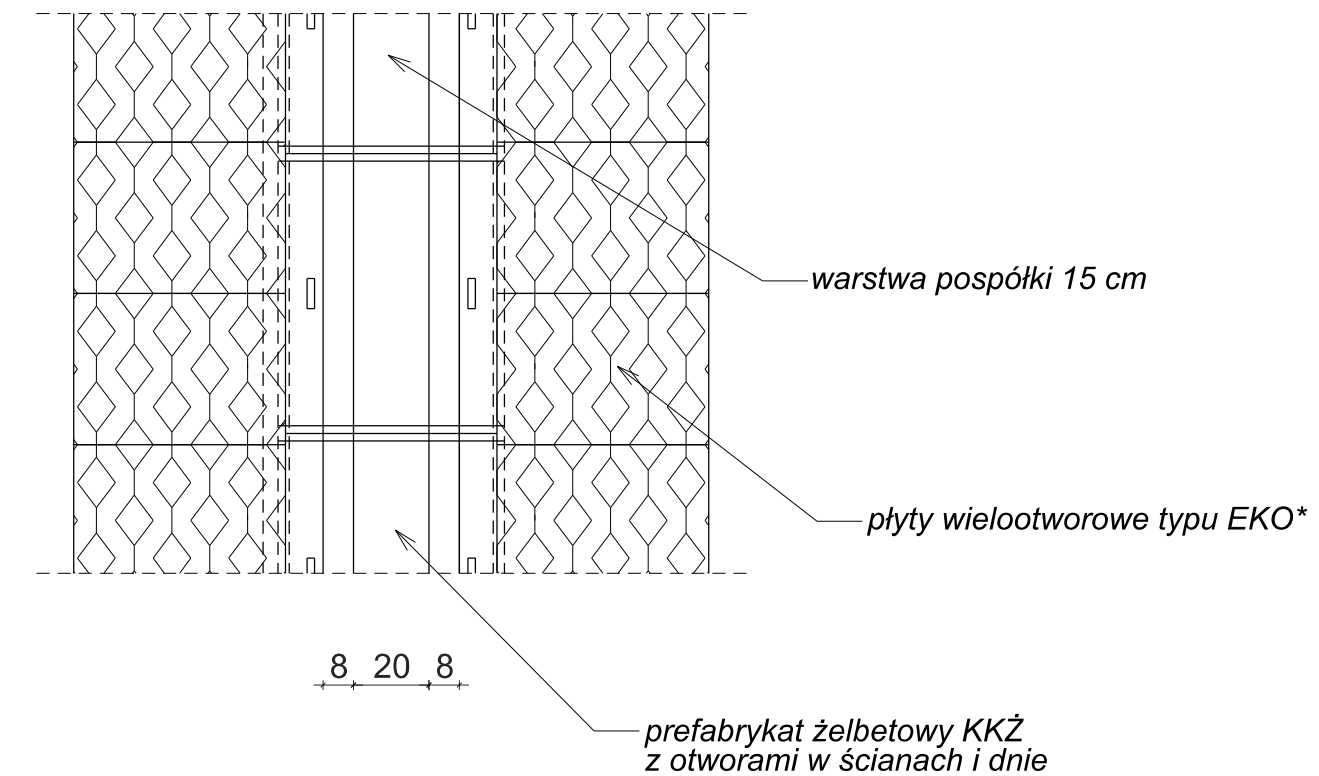 warstwa pospółki 15 cm
płyty wielootworowe typu EKO*
8 20 8
prefabrykat żelbetowy KKŻ
z otworami w ścianach i dnie